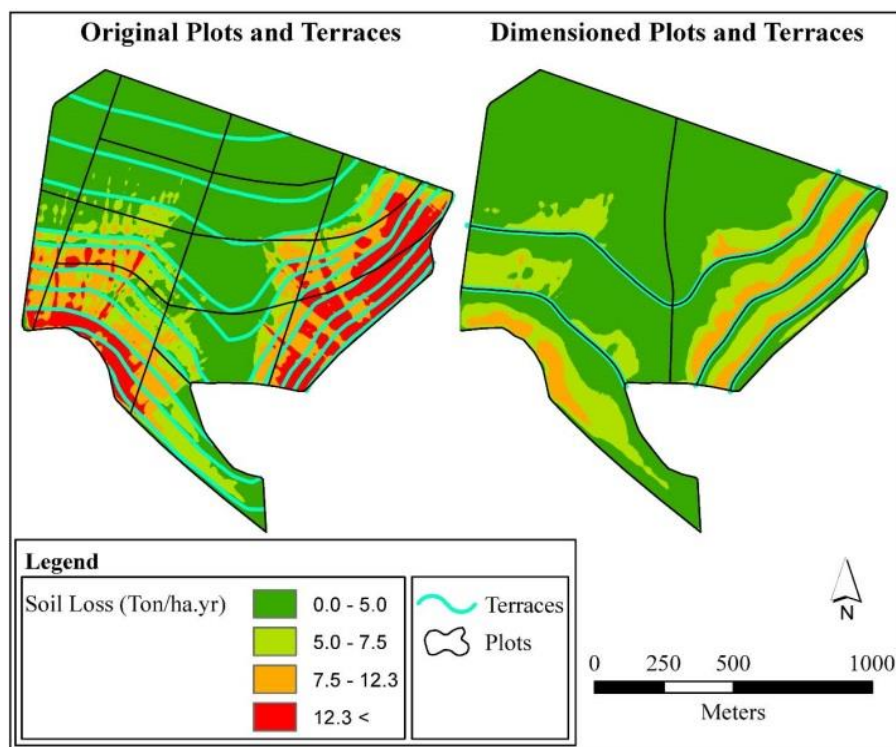 Original Plots and Terraces
Dimensioned Plots and Terraces
Legend
Soil Loss (Ton/ha.yr)
0.0 - 5.0
5.0 - 7.5
7.5 - 12.3
12.3 <
Terraces
Plots
N
0 250 500 1000
Meters